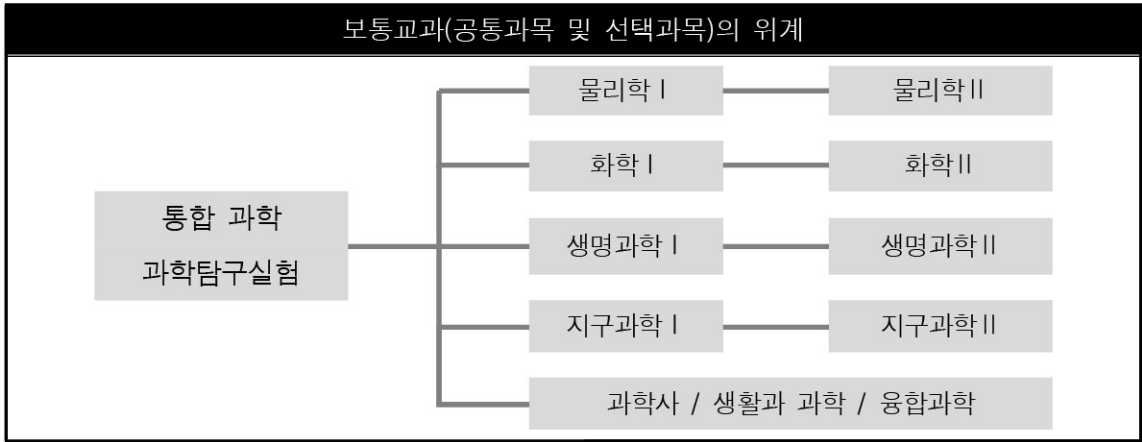 보통교과(공통과목 및 선택과목)의 위계
통합 과학
과학탐구실험
물리학Ⅰ
물리학Ⅱ
화학Ⅰ
화학Ⅱ
생명과학Ⅰ
생명과학Ⅱ
지구과학Ⅰ
지구과학Ⅱ
과학사 / 생활과 과학 / 융합과학